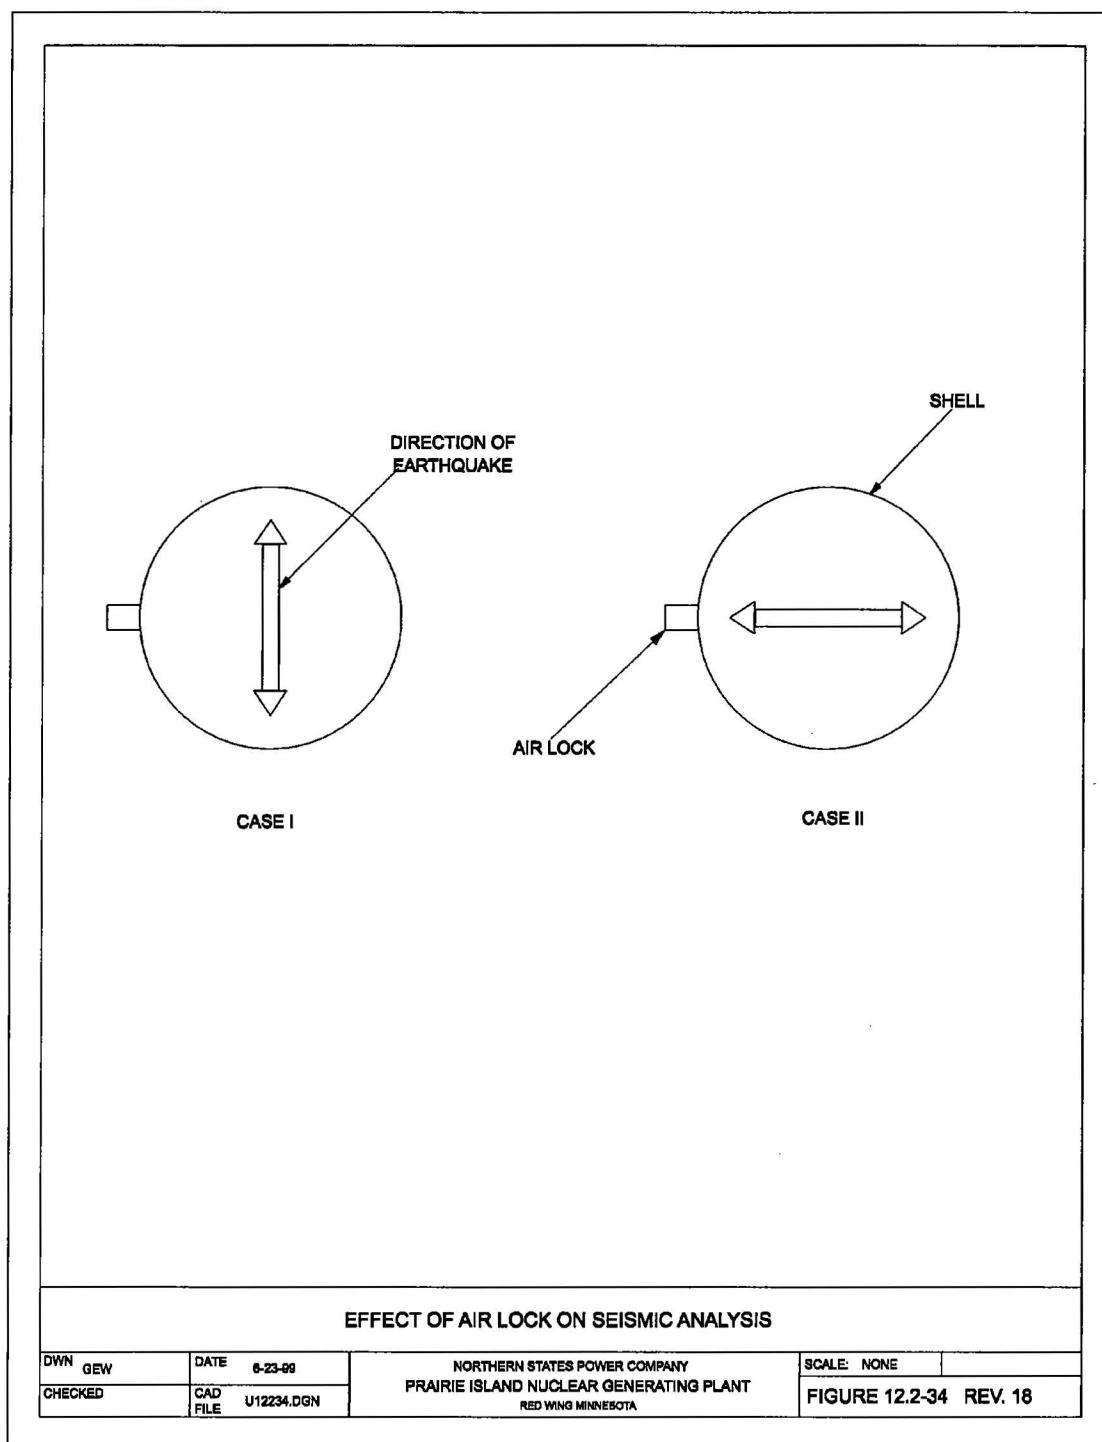 SHELL
DIRECTION OF
EARTHQUAKE
AIR LOCK
CASE I
CASE II
EFFECT OF AIR LOCK ON SEISMIC ANALYSIS
DWN GEW
DATE 6-23-99
CHECKED
CAD
FILE U12234.DGN
NORTHERN STATES POWER COMPANY
PRAIRIE ISLAND NUCLEAR GENERATING PLANT
RED WING MINNESOTA
SCALE: NONE
FIGURE 12.2-34 REV. 18